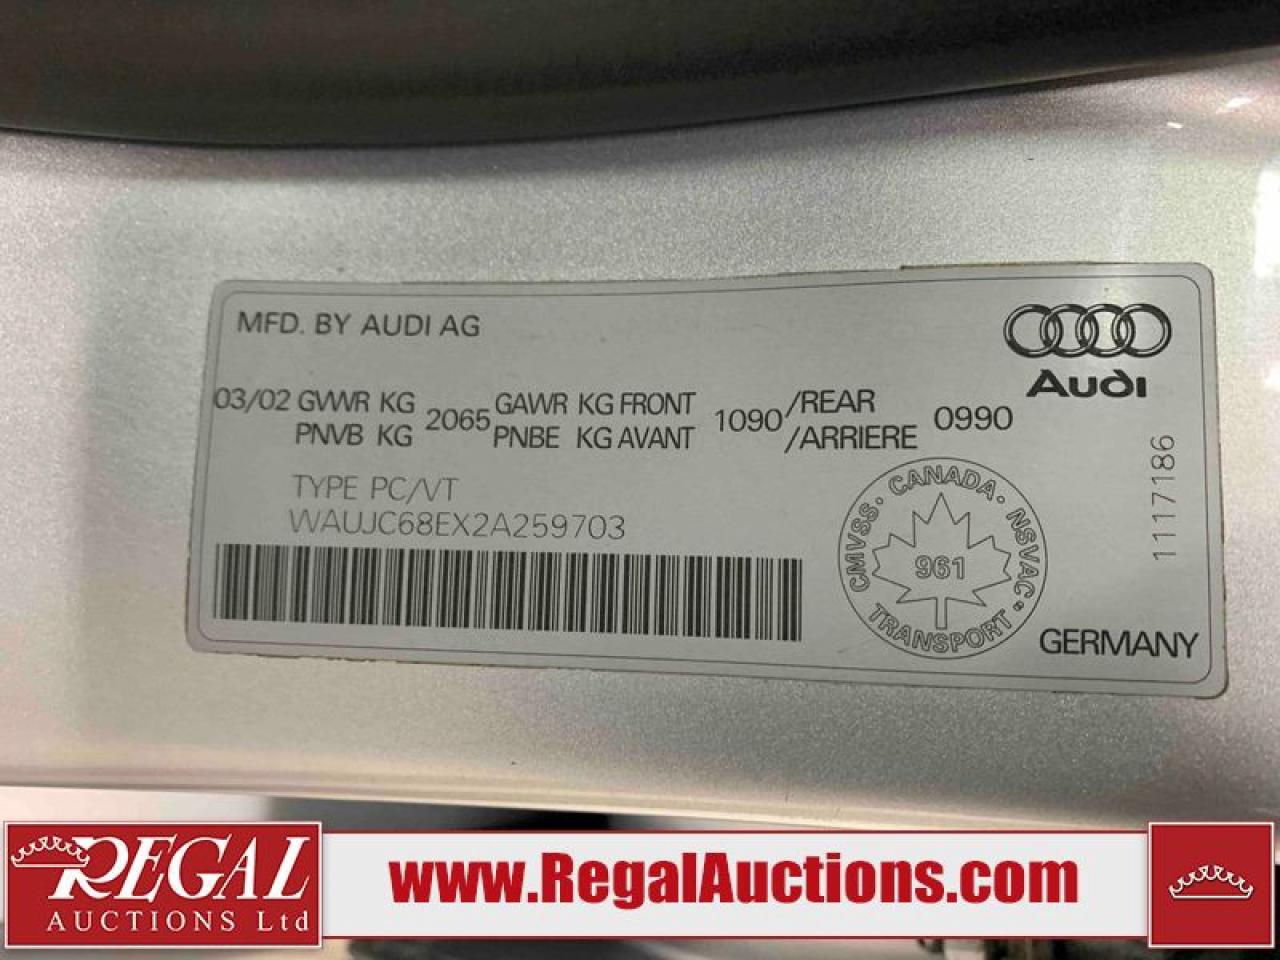 MFD. BY AUDI AG
Audi
03/02 GVWR KG 2065 GAWR KG FRONT 1090 /REAR 0990
PNVB KG PNBE KG AVANT /ARRIERE
TYPE PC/VT
WAUJC68EX2A259703
CMVSS. CANADA. NSVAC.
961
TRANSPORT
1117186
GERMANY
REGAL
AUCTIONS Ltd
www.RegalAuctions.com